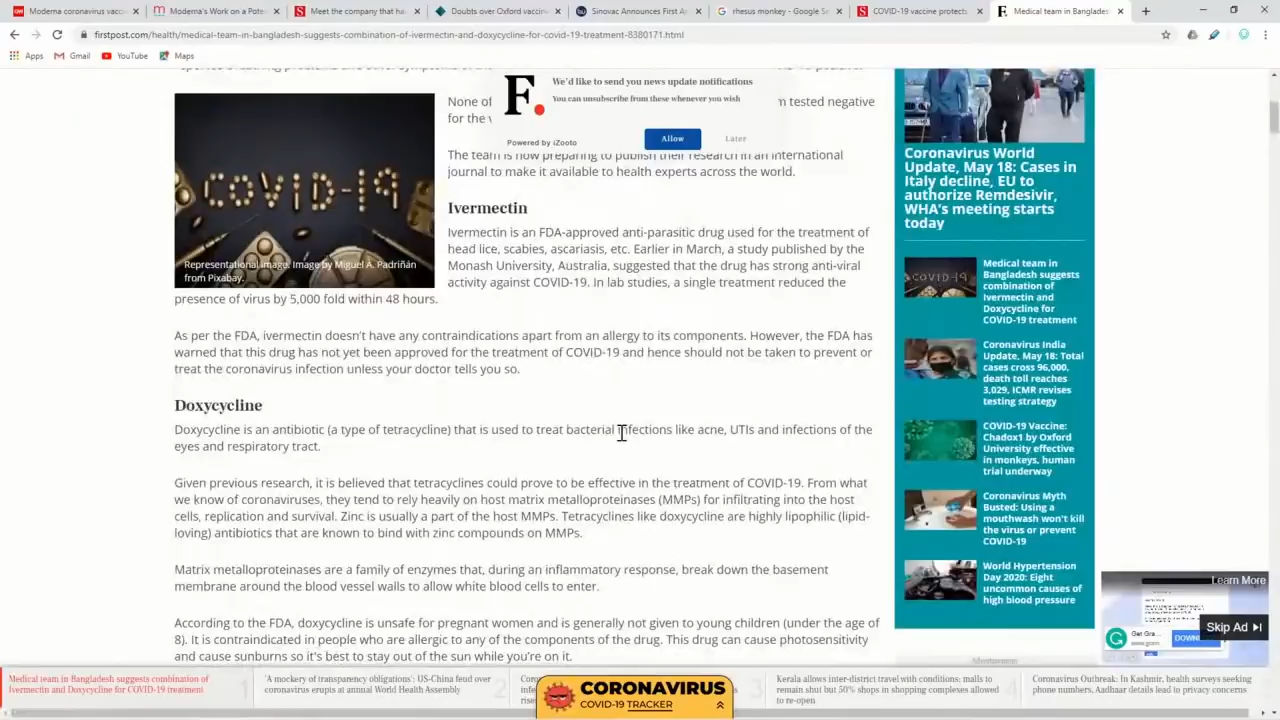 Moderna coronavirus vacc
Moderna's Work on a Pote
Meet the company that ha
Doubts over Oxford vaccin
Sinovac Announces First A
rhesus monkey - Google Se
COVID-19 vaccine protects
Medical team in Banglades
firstpost.com/health/medical-team-in-bangladesh-suggests-combination-of-ivermectin-and-doxycycline-for-covid-19-treatment-8380171.html
Apps
Gmail
YouTube
Maps
We'd like to send you news update notifications
You can unsubscribe from these whenever you wish
F.
Powered by iZooto
Allow
Later
COVID-19
Representational image. Image by Miguel A. Padriñán
from Pixabay.
None of
m tested negative
for the
The team is now preparing to publish their research in an international
journal to make it available to health experts across the world.
Ivermectin
Ivermectin is an FDA-approved anti-parasitic drug used for the treatment of
head lice, scabies, ascariasis, etc. Earlier in March, a study published by the
Monash University, Australia, suggested that the drug has strong anti-viral
activity against COVID-19. In lab studies, a single treatment reduced the
presence of virus by 5,000 fold within 48 hours.
As per the FDA, ivermectin doesn't have any contraindications apart from an allergy to its components. However, the FDA has
warned that this drug has not yet been approved for the treatment of COVID-19 and hence should not be taken to prevent or
treat the coronavirus infection unless your doctor tells you so.
Doxycycline
Doxycycline is an antibiotic (a type of tetracycline) that is used to treat bacterial infections like acne, UTIs and infections of the
eyes and respiratory tract.
Given previous research, it is believed that tetracyclines could prove to be effective in the treatment of COVID-19. From what
we know of coronaviruses, they tend to rely heavily on host matrix metalloproteinases (MMPs) for infiltrating into the host
cells, replication and survival. Zinc is usually a part of the host MMPs. Tetracyclines like doxycycline are highly lipophilic (lipid-
loving) antibiotics that are known to bind with zinc compounds on MMPs.
Matrix metalloproteinases are a family of enzymes that, during an inflammatory response, break down the basement
membrane around the blood vessel walls to allow white blood cells to enter.
According to the FDA, doxycycline is unsafe for pregnant women and is generally not given to young children (under the age of
8). It is contraindicated in people who are allergic to any of the components of the drug. This drug can cause photosensitivity
and cause sunburns so it's best to stay out of the sun while you're on it.
Coronavirus World
Update, May 18: Cases in
Italy decline, EU to
authorize Remdesivir,
WHA's meeting starts
today
Medical team in
Bangladesh suggests
combination of
Ivermectin and
Doxycycline for
COVID-19 treatment
Coronavirus India
Update, May 18: Total
cases cross 96,000,
death toll reaches
3,029, ICMR revises
testing strategy
COVID-19 Vaccine:
Chadox1 by Oxford
University effective
in monkeys, human
trial underway
Coronavirus Myth
Busted: Using a
mouthwash won't kill
the virus or prevent
COVID-19
World Hypertension
Day 2020: Eight
uncommon causes of
high blood pressure
Learn More
Skip Ad
Advertisement
Medical team in Bangladesh suggests combination of
Ivermectin and Doxycycline for COVID-19 treatment
1
'A mockery of transparency obligations': US-China feud over
coronavirus erupts at annual World Health Assembly
2
CORONAVIRUS
COVID-19 TRACKER
3
Kerala allows inter-district travel with conditions; malls to
remain shut but 50% shops in shopping complexes allowed
to re-open
4
Coronavirus Outbreak: In Kashmir, health surveys seeking
phone numbers, Aadhaar details lead to privacy concerns